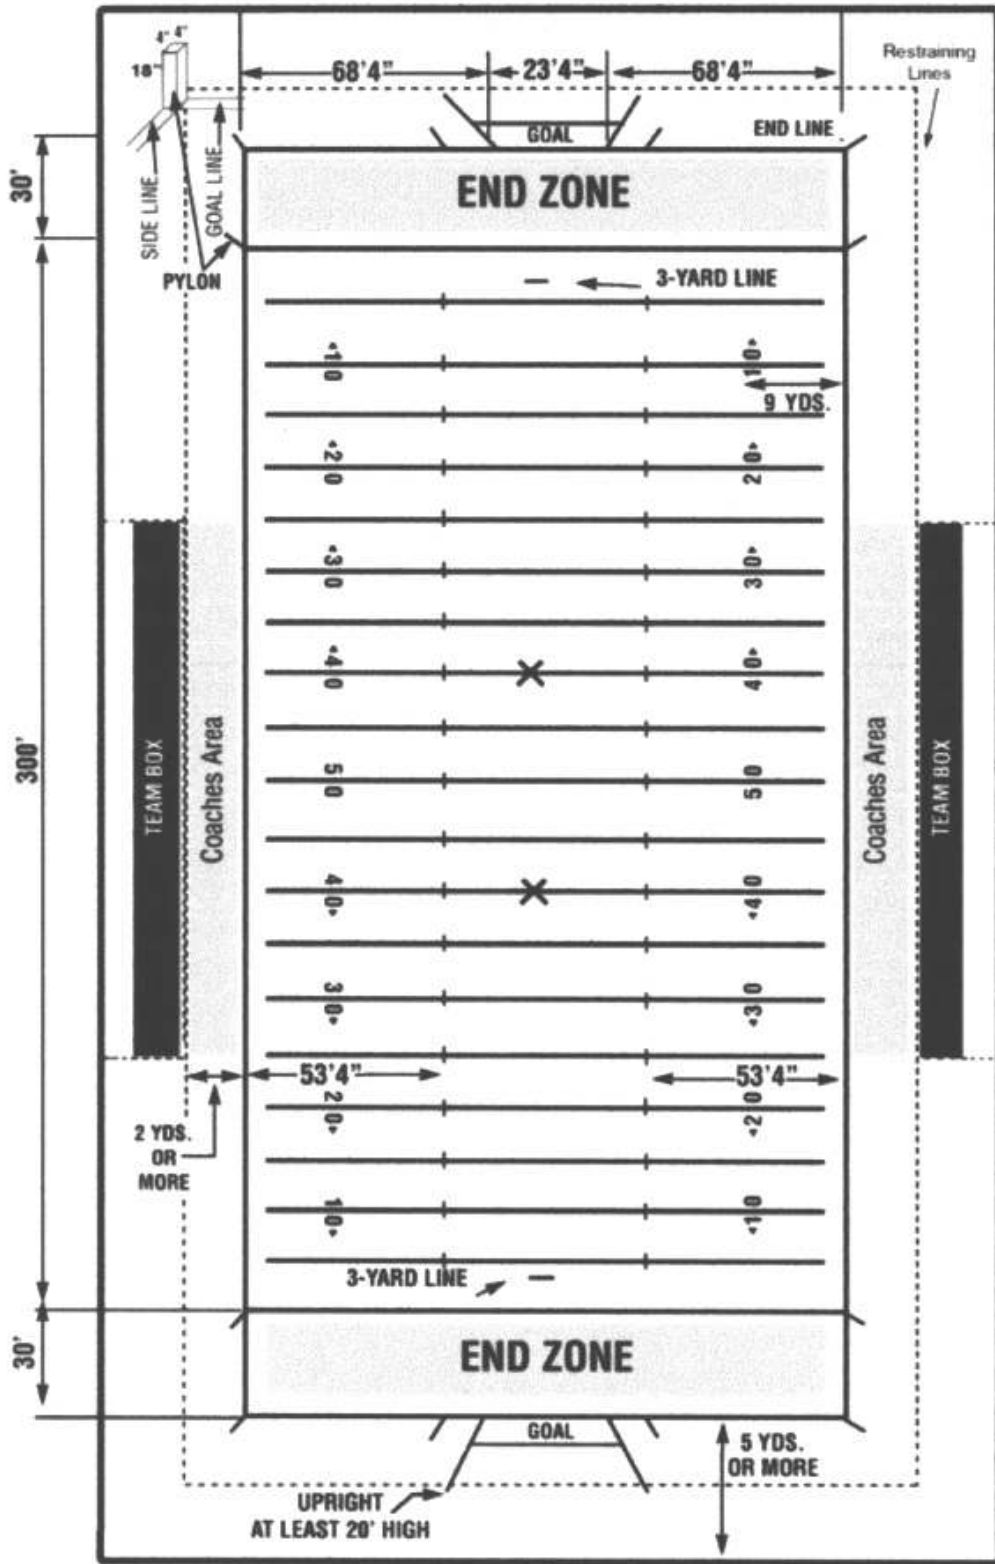 4" 4"
18"
68'4"
23'4"
68'4"
Restraining
Lines
GOAL
END LINE
30'
END ZONE
SIDE LINE
GOAL LINE
PYLON
3-YARD LINE
10
10
9 YDS.
20
20
30
30
40
40
300'
TEAM BOX
Coaches Area
50
50
Coaches Area
TEAM BOX
40
40
30
30
53'4"
53'4"
20
20
2 YDS.
OR
MORE
10
10
3-YARD LINE
30'
END ZONE
GOAL
5 YDS.
OR MORE
UPRIGHT
AT LEAST 20' HIGH